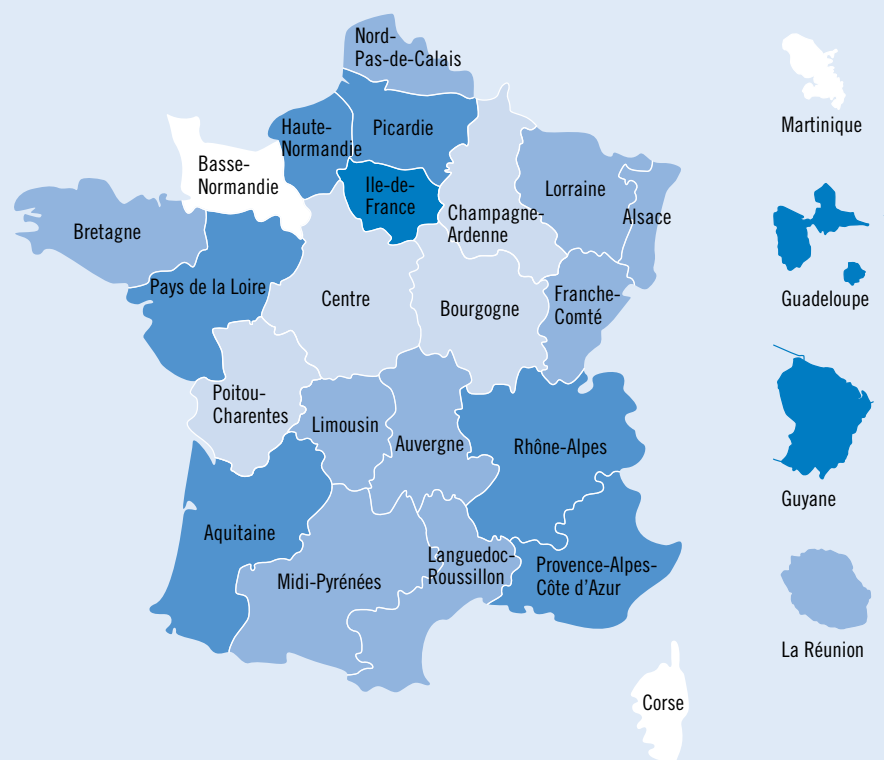 Nord-
Pas-de-Calais
Haute-
Normandie
Picardie
Basse-
Normandie
Ile-de-
France
Champagne-
Ardenne
Lorraine
Alsace
Bretagne
Pays de la Loire
Centre
Bourgogne
Franche-
Comté
Poitou-
Charentes
Limousin
Auvergne
Rhône-Alpes
Aquitaine
Midi-Pyrénées
Languedoc-
Roussillon
Provence-Alpes-
Côte d'Azur
Corse
Martinique
Guadeloupe
Guyane
La Réunion